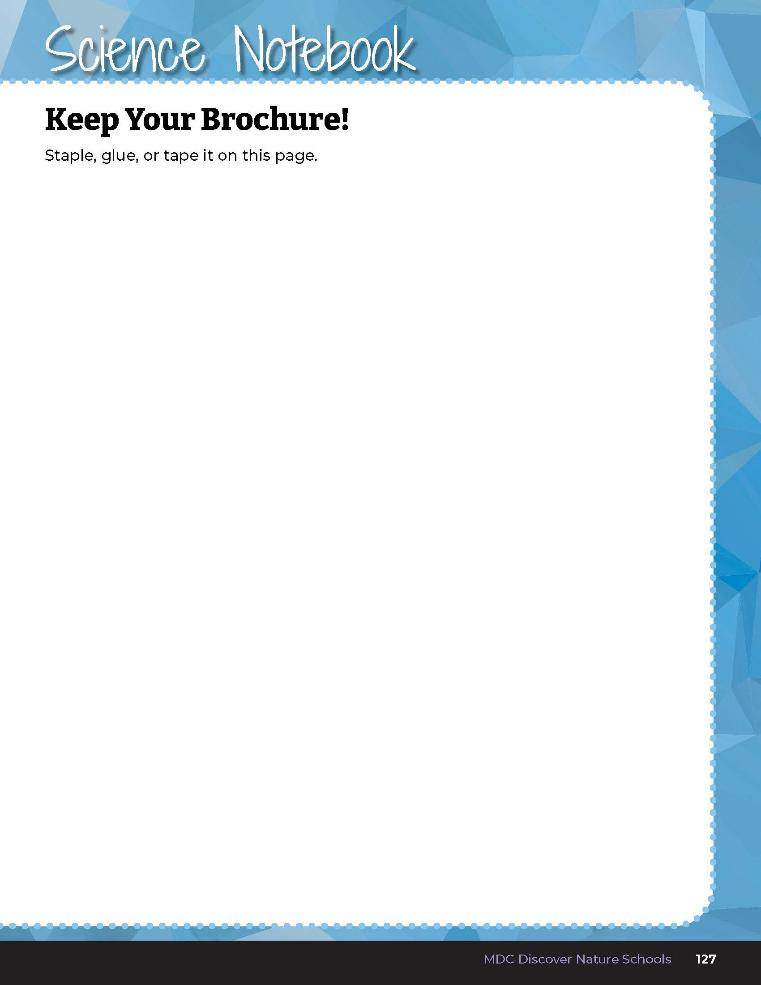 Science Notebook
Keep Your Brochure!
Staple, glue, or tape it on this page.
MDC Discover Nature Schools 127